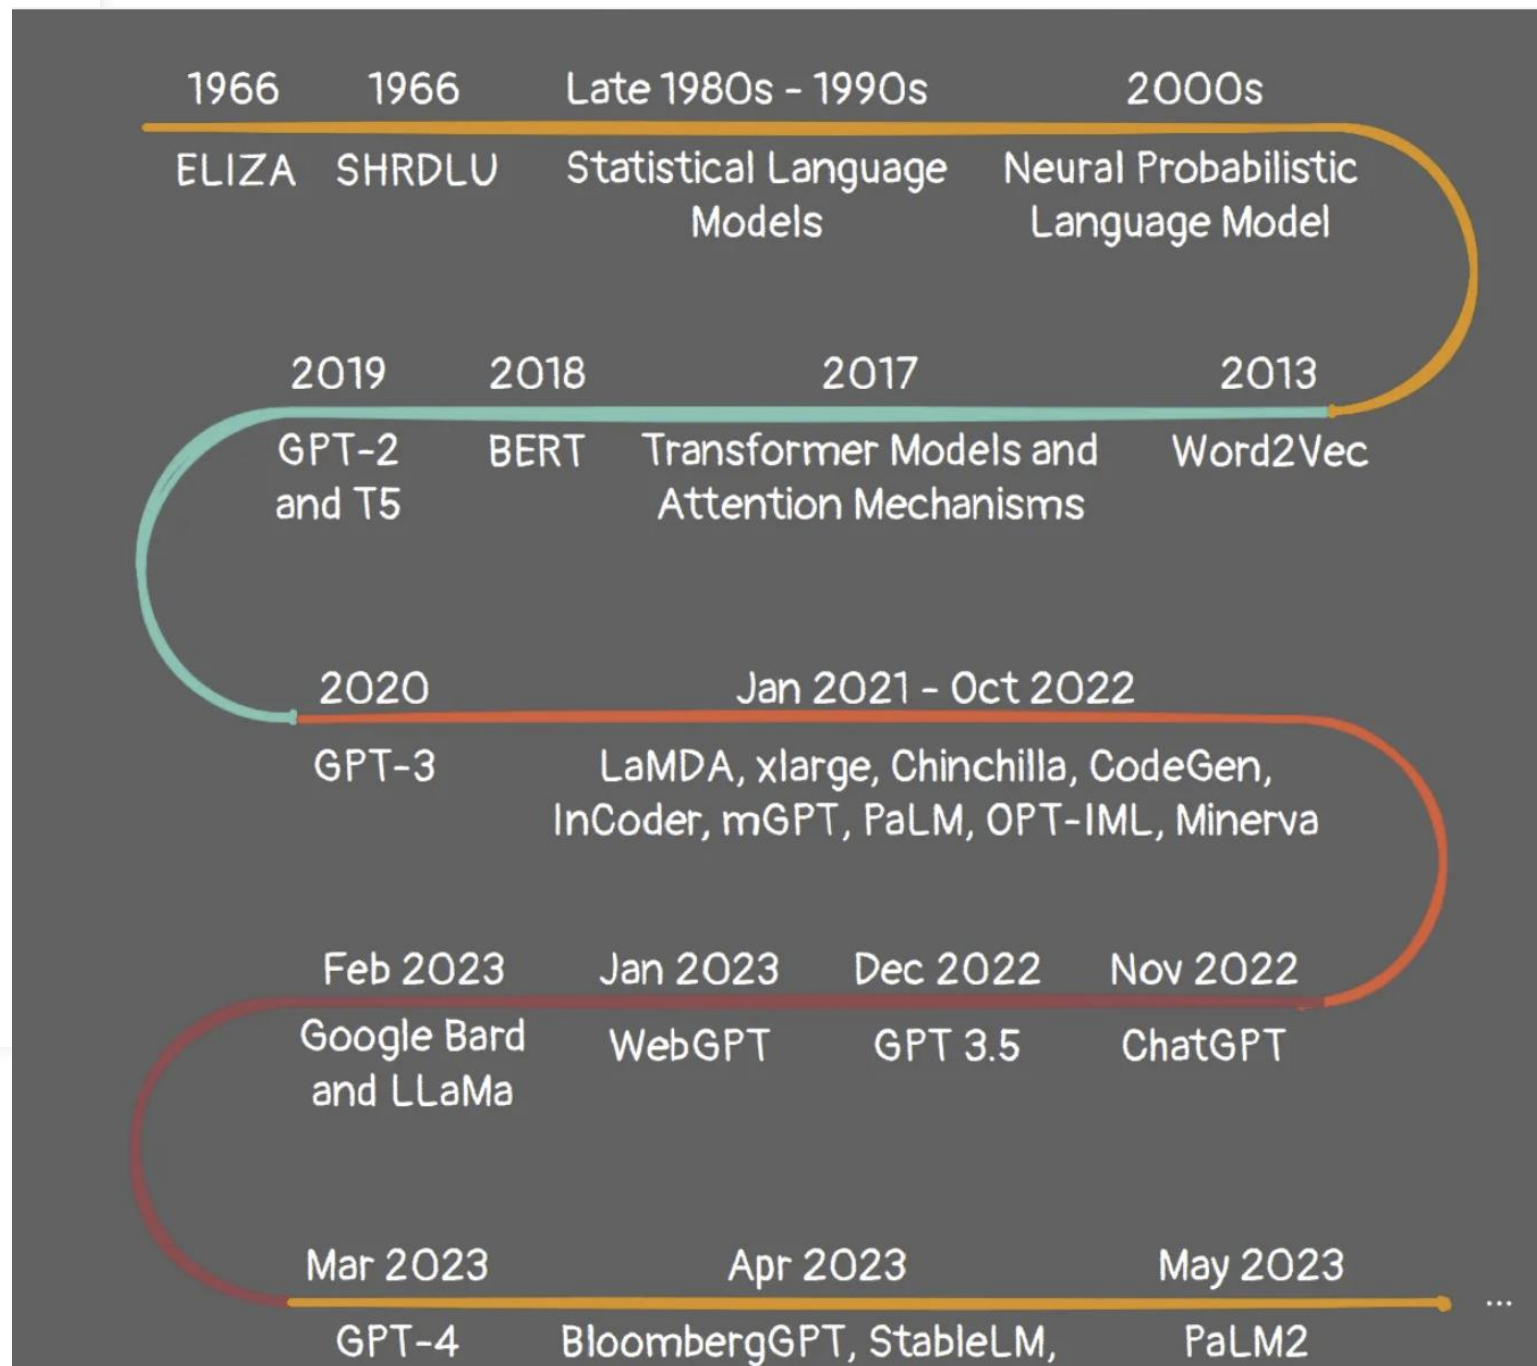 1966 1966 Late 1980s - 1990s 2000s
ELIZA SHRDLU Statistical Language Neural Probabilistic
Models Language Model
2019 2018 2017 2013
GPT-2 BERT Transformer Models and Word2Vec
and T5 Attention Mechanisms
2020 Jan 2021 - Oct 2022
GPT-3 LaMDA, xlarge, Chinchilla, CodeGen,
InCoder, mGPT, PaLM, OPT-IML, Minerva
Feb 2023 Jan 2023 Dec 2022 Nov 2022
Google Bard WebGPT GPT 3.5 ChatGPT
and LLaMa
Mar 2023 Apr 2023 May 2023
...
GPT-4 BloombergGPT, StableLM, PaLM2